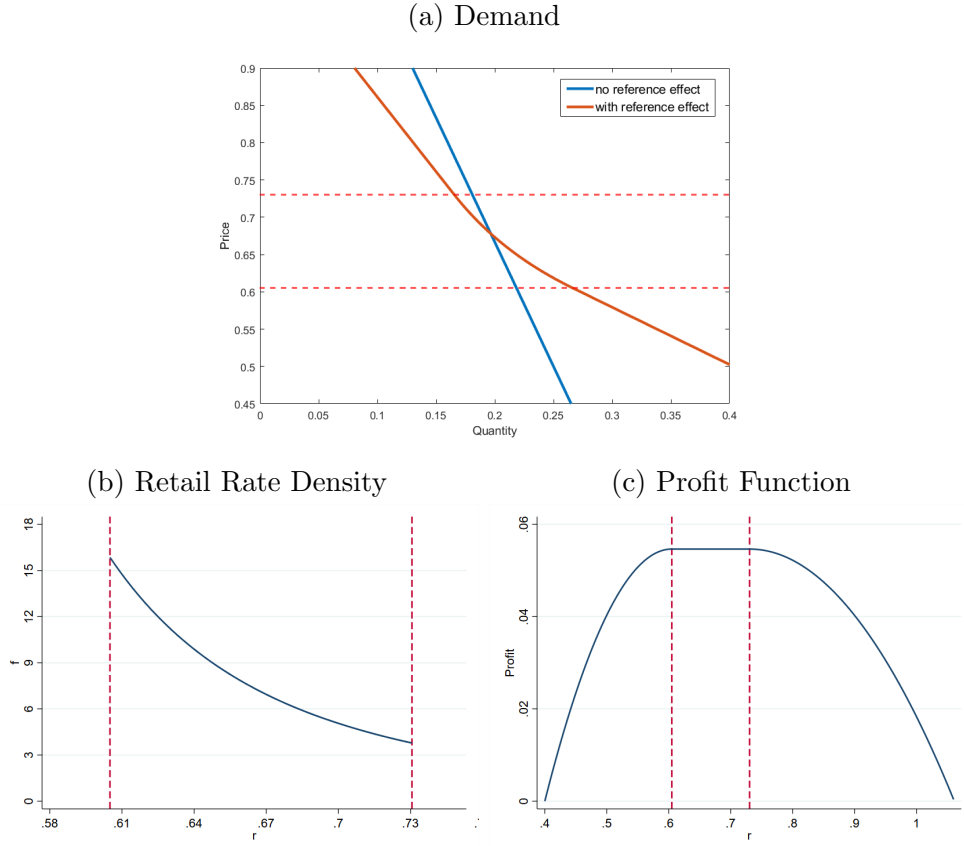 (a) Demand
0.9
0.85
0.8
0.75
0.7
0.65
0.6
0.55
0.5
0.45
Price
no reference effect
with reference effect
0 0.05 0.1 0.15 0.2 0.25 0.3 0.35 0.4
Quantity
(b) Retail Rate Density
18
15
12
9
6
3
0
f
.58 .61 .64 .67 .7 .73
r
(c) Profit Function
.06
.04
.02
0
Profit
.4 .5 .6 .7 .8 .9 1
r